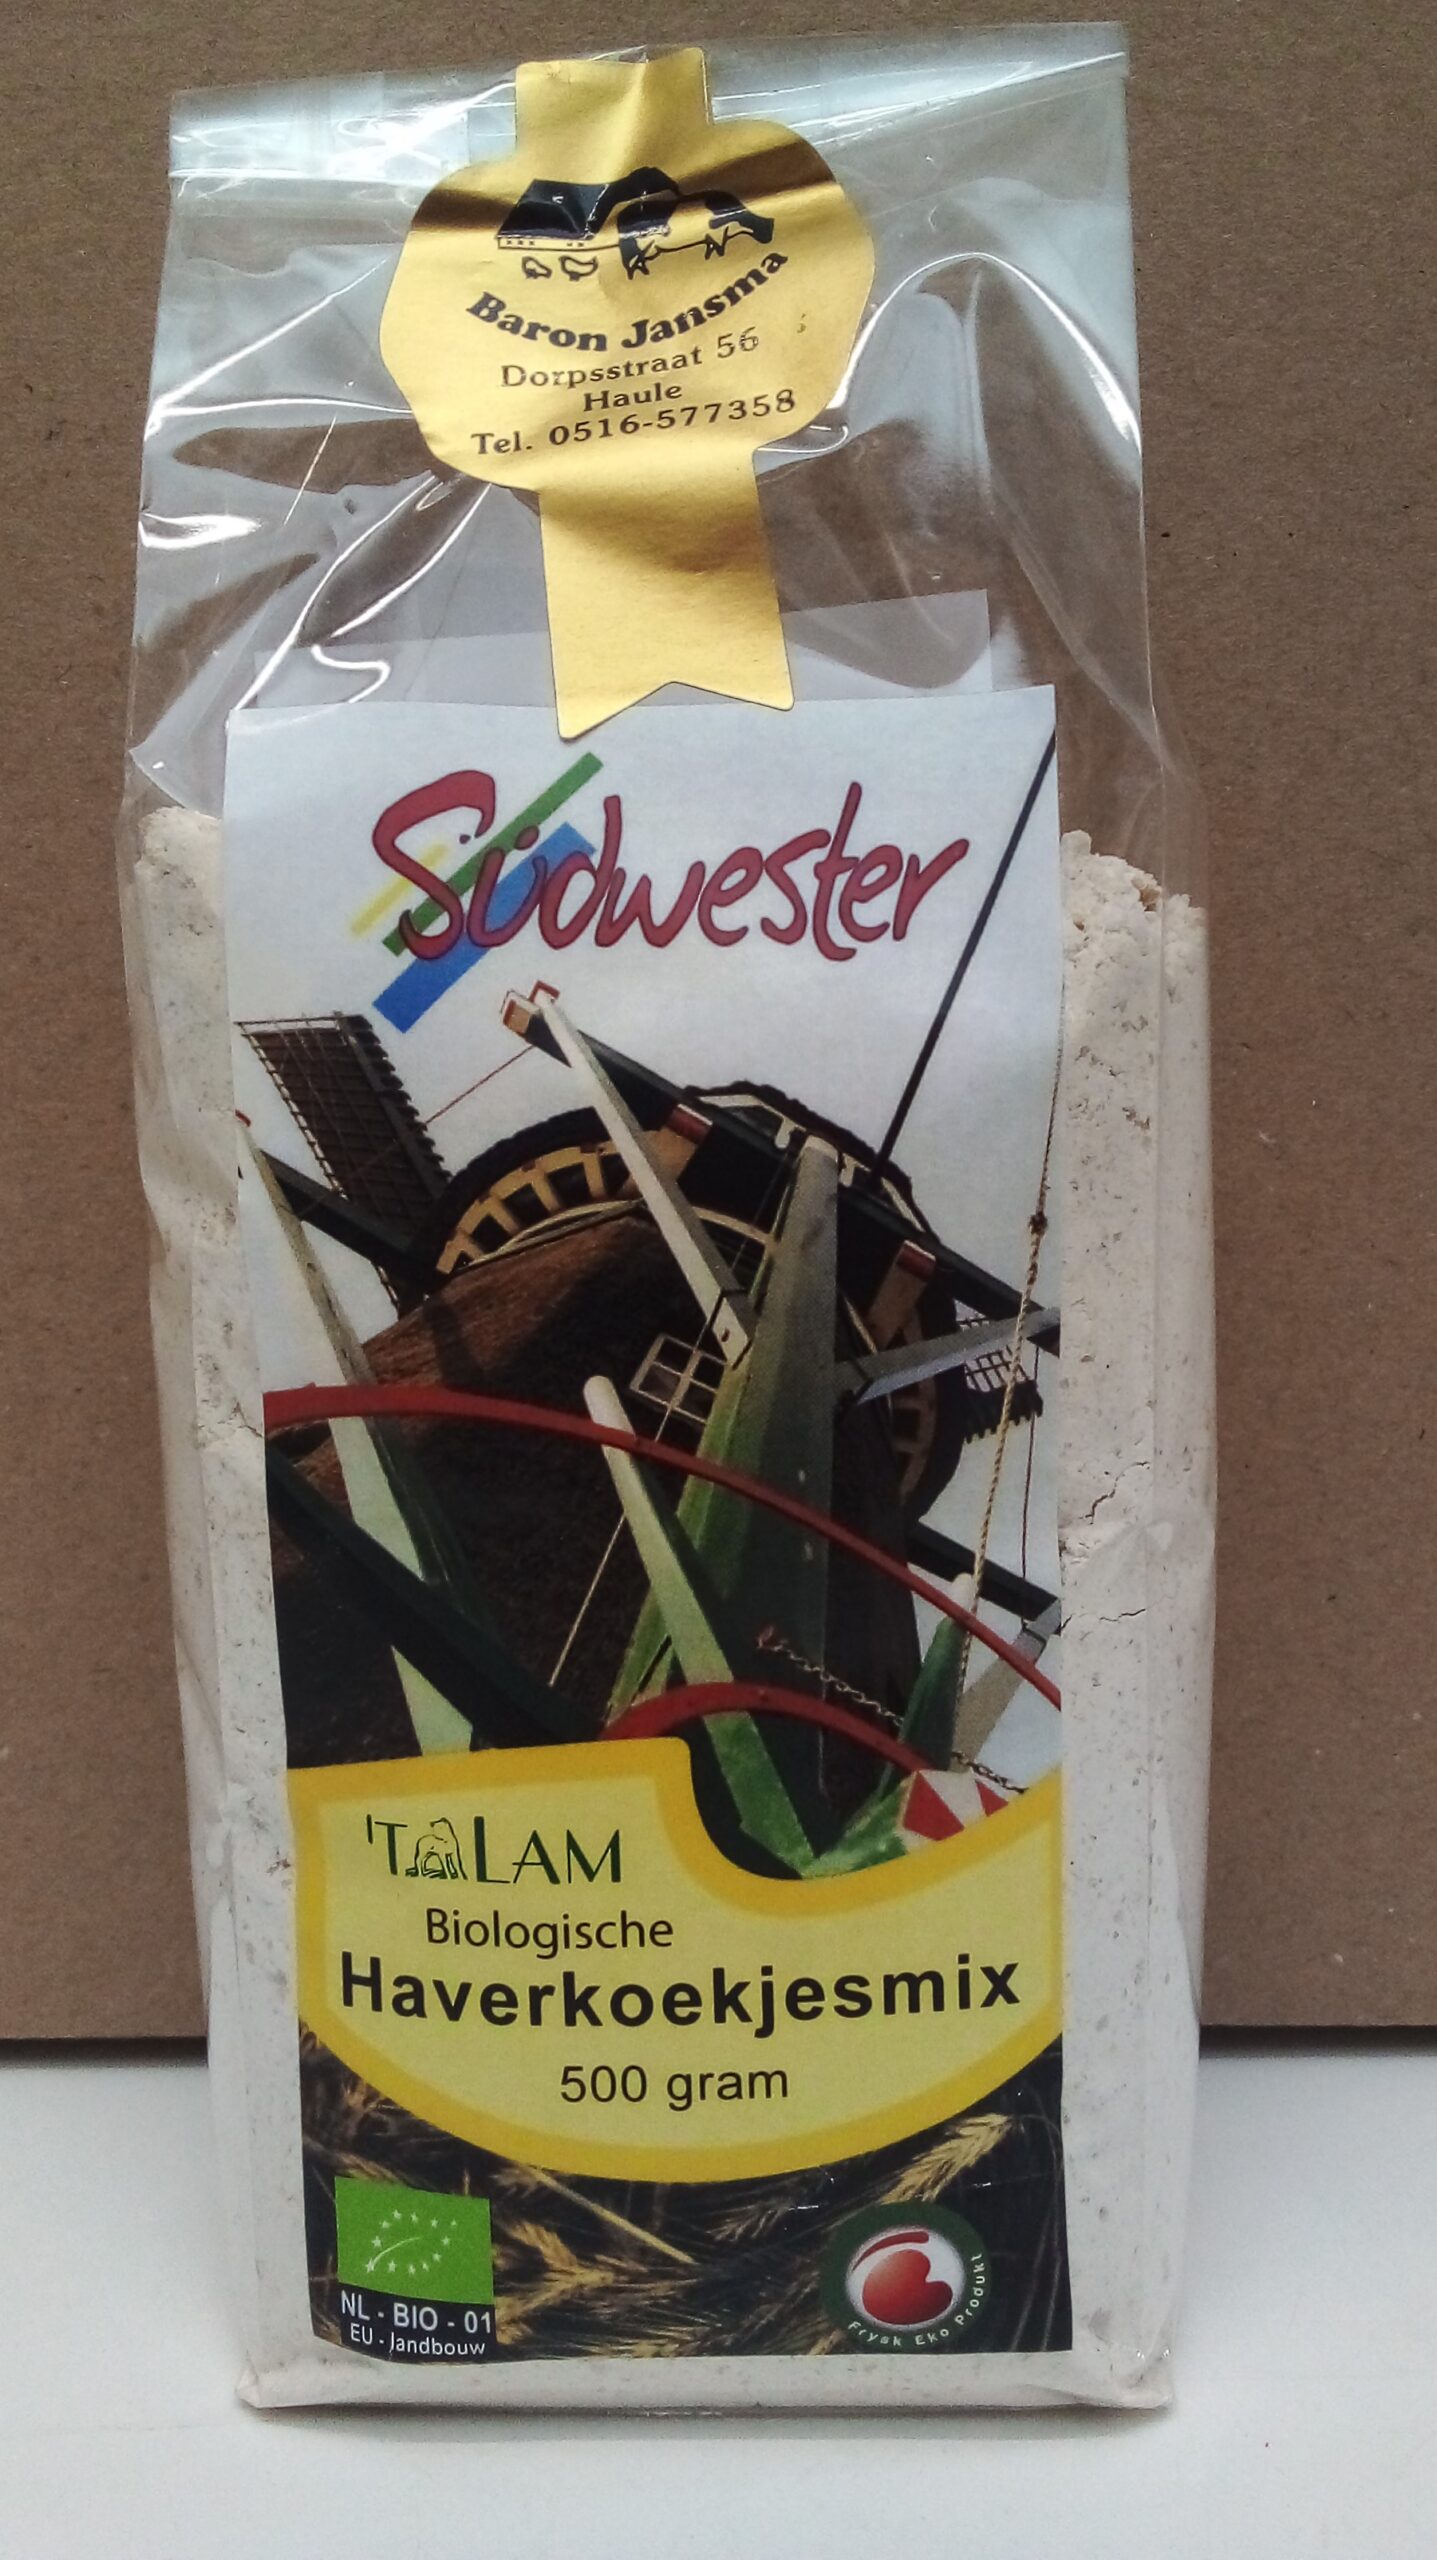 Baron Jansma
Dorpsstraat 56
Haule
Tel. 0516-577358
Südwester
'T LAM
Biologische
Haverkoekjesmix
500 gram
NL - BIO - 01
EU - landbouw
Frysk Eko Produkt